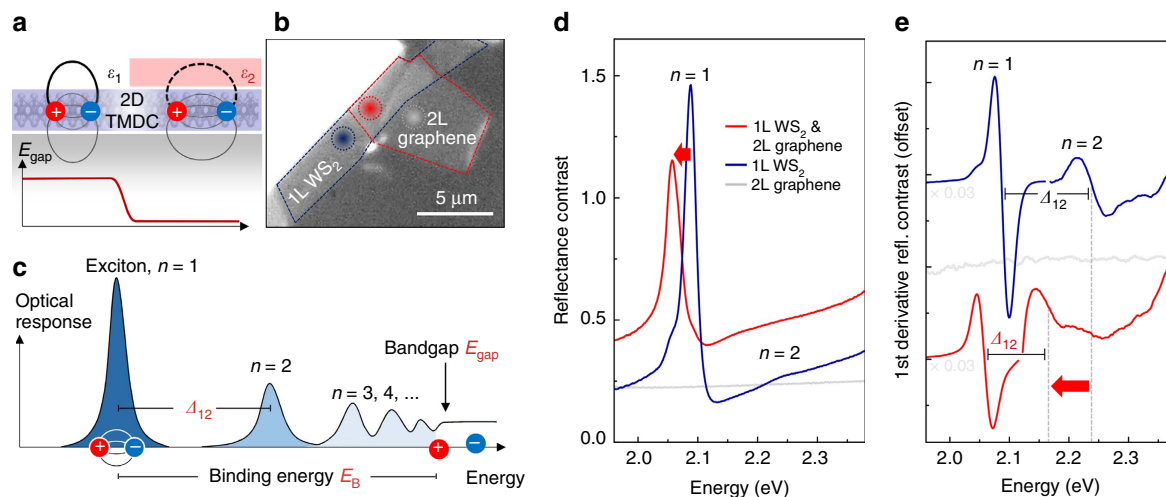 a
ε₁
ε₂
2D
TMDC
+
−
+
−
E_gap
b
1L WS₂
2L
graphene
5 μm
c
Exciton, n = 1
Optical
response
n = 2
n = 3, 4, ...
Bandgap E_gap
Δ₁₂
+
−
+
−
Binding energy E_B
Energy
d
Reflectance contrast
1.5
1.0
0.5
0.0
n = 1
1L WS₂ &
2L graphene
1L WS₂
2L graphene
n = 2
2.0
2.1
2.2
2.3
Energy (eV)
e
1st derivative refl. contrast (offset)
n = 1
n = 2
× 0.03
Δ₁₂
Δ₁₂
× 0.03
2.0
2.1
2.2
2.3
Energy (eV)